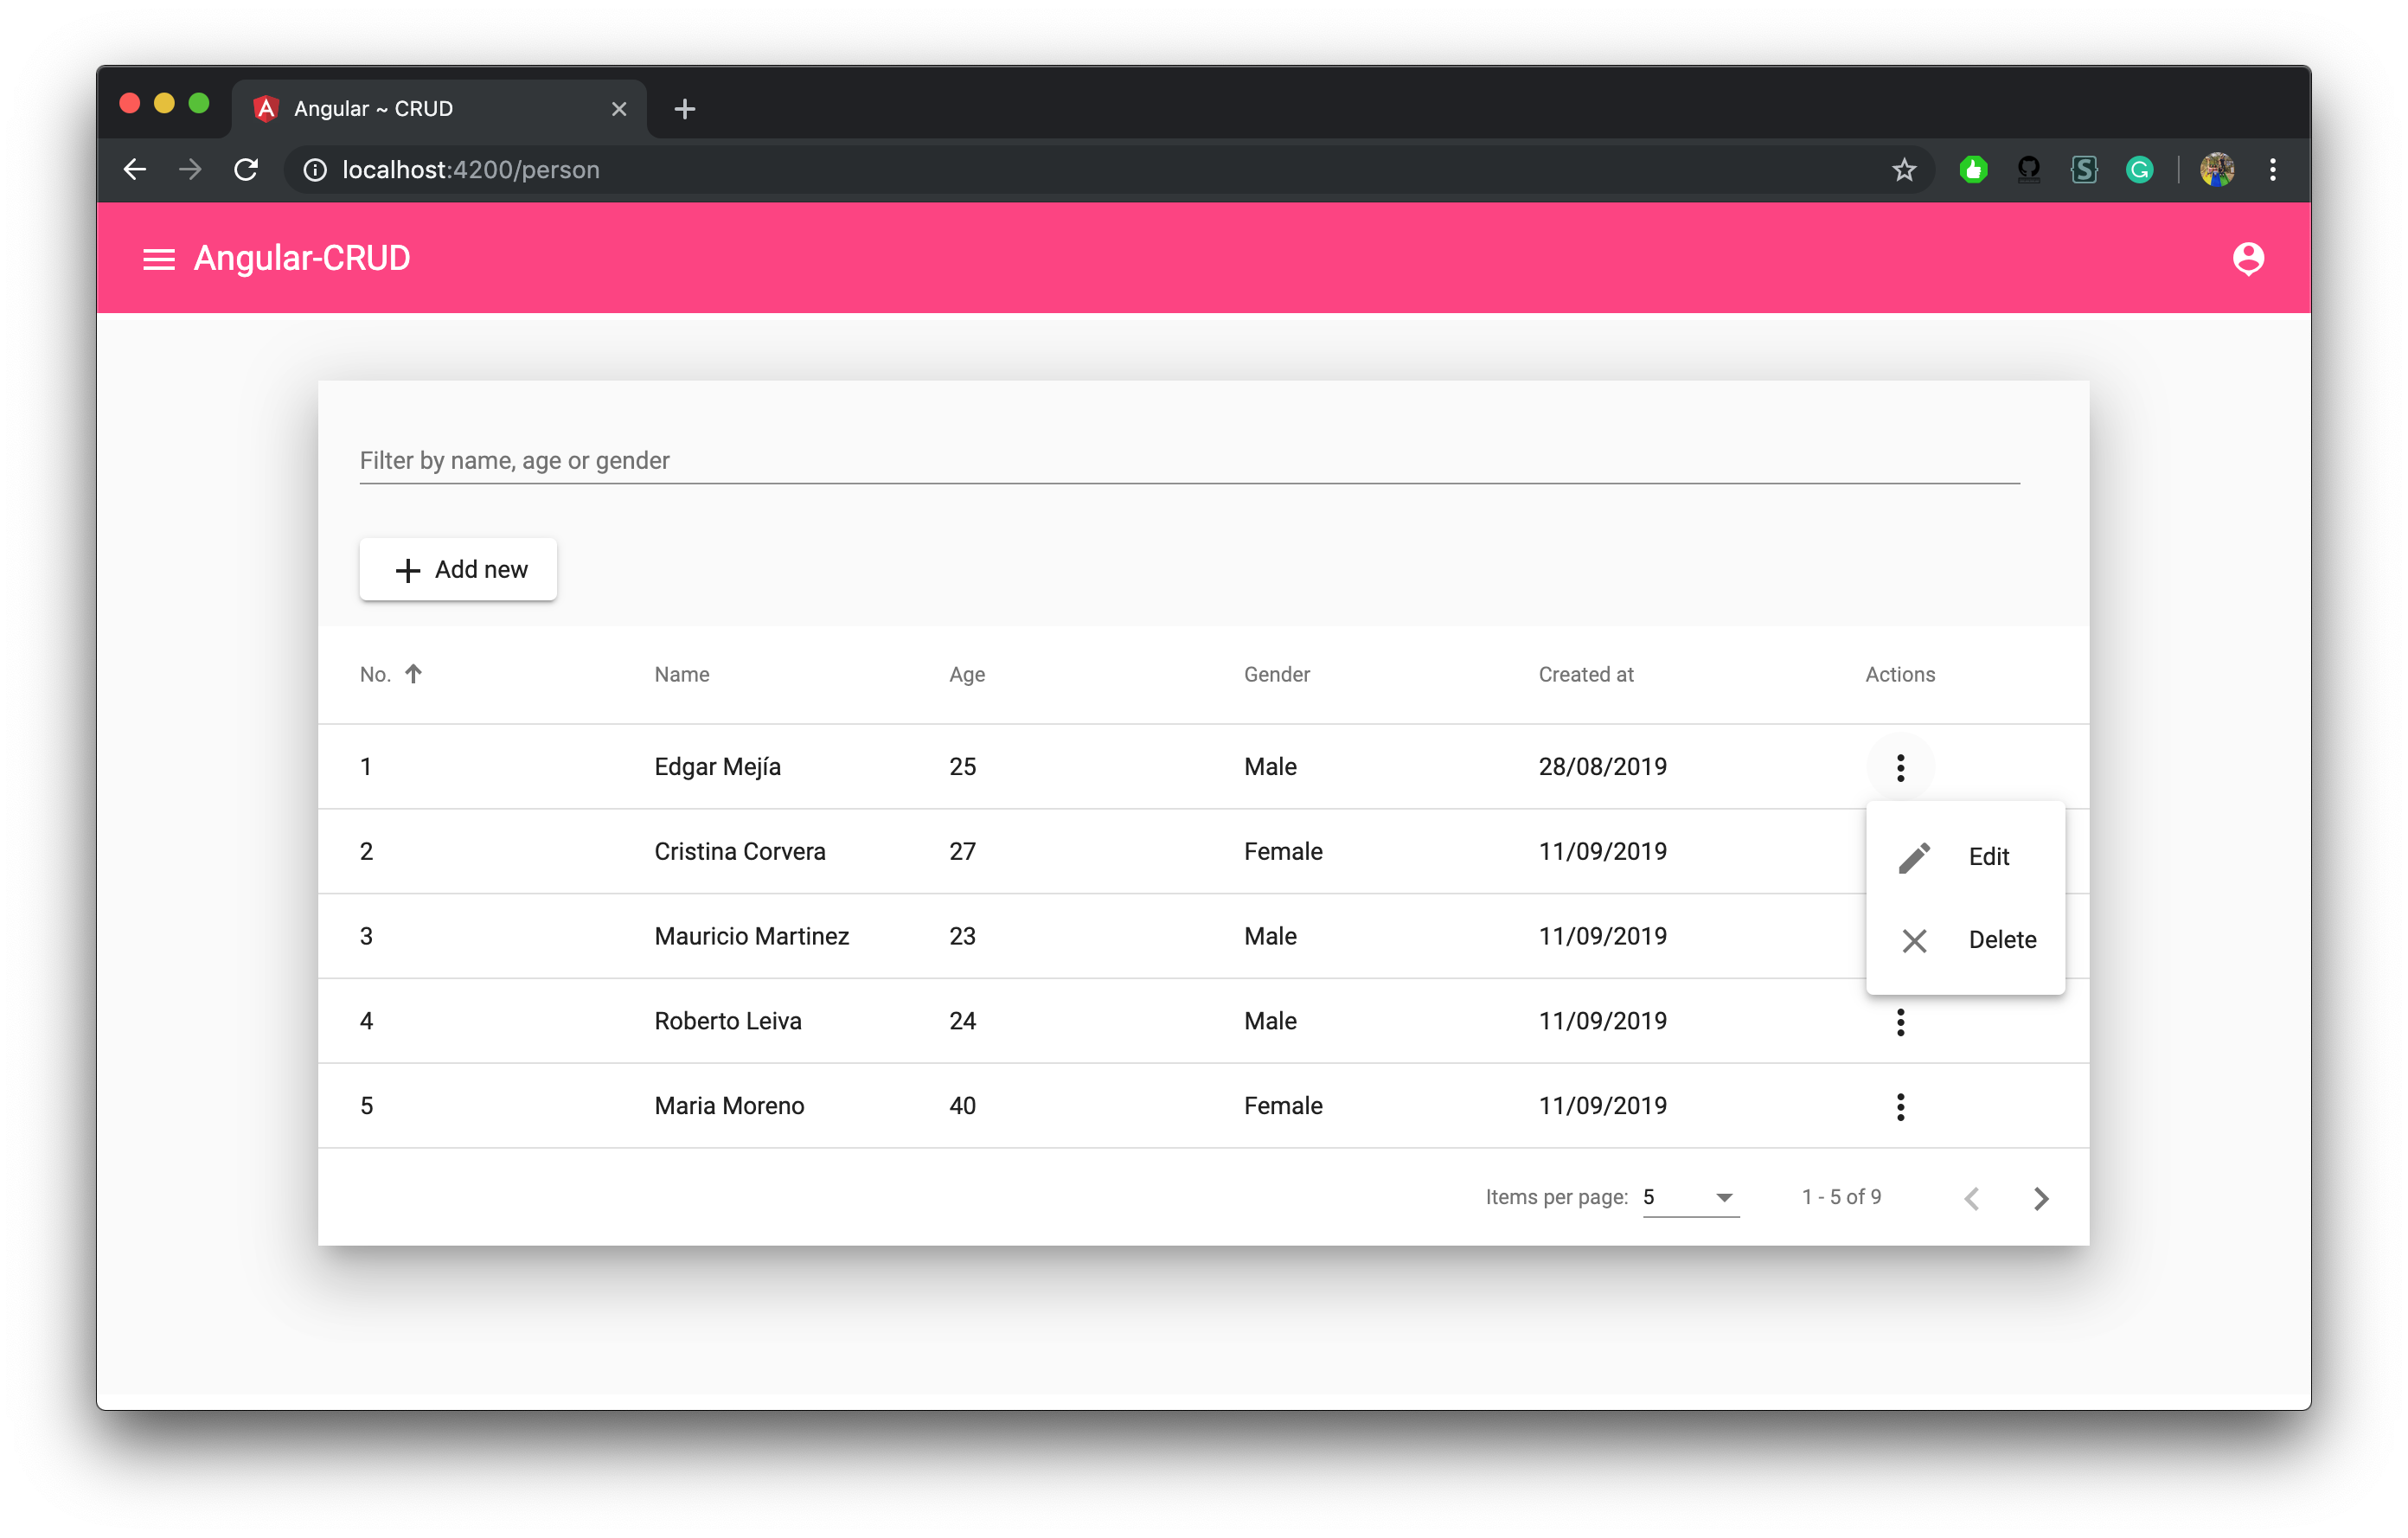 Angular ~ CRUD
localhost:4200/person
Angular-CRUD
Filter by name, age or gender
Add new
No. Name Age Gender Created at Actions
1 Edgar Mejía 25 Male 28/08/2019
2 Cristina Corvera 27 Female 11/09/2019
Edit
3 Mauricio Martinez 23 Male 11/09/2019
Delete
4 Roberto Leiva 24 Male 11/09/2019
5 Maria Moreno 40 Female 11/09/2019
Items per page: 5 1 - 5 of 9